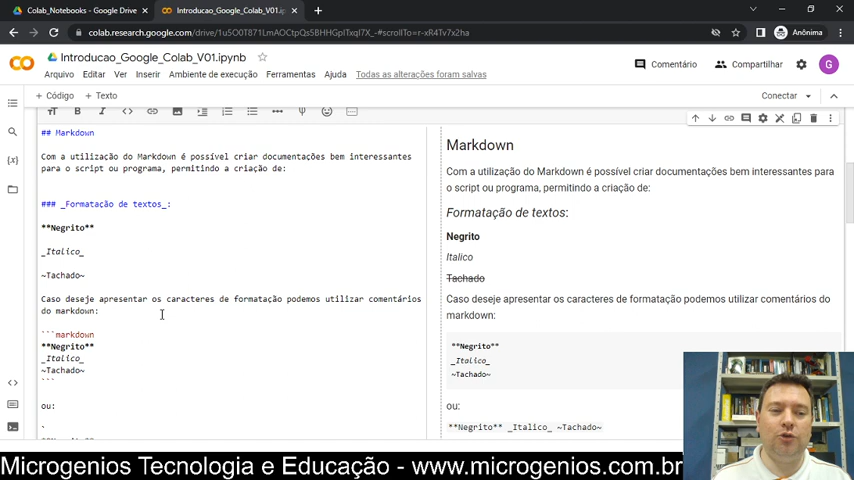 Colab_Notebooks - Google Drive
Introducao_Google_Colab_V01.ip
colab.research.google.com/drive/1u5O0T871LmAOCtpQs5BHHGpITxqI7X_-#scrollTo=r-xR4Tv7x2ha
Anônima
Introducao_Google_Colab_V01.ipynb
Comentário
Compartilhar
G
Arquivo Editar Ver Inserir Ambiente de execução Ferramentas Ajuda Todas as alterações foram salvas
+ Código + Texto
Conectar
## Markdown
Com a utilização do Markdown é possível criar documentações bem interessantes
para o script ou programa, permitindo a criação de:
### _Formatação de textos_:
**Negrito**
_Italico_
~Tachado~
Caso deseje apresentar os caracteres de formatação podemos utilizar comentários
do markdown:
```markdown
**Negrito**
_Italico_
~Tachado~
```
ou:
`
Markdown
Com a utilização do Markdown é possível criar documentações bem interessantes para
o script ou programa, permitindo a criação de:
Formatação de textos:
Negrito
Italico
Tachado
Caso deseje apresentar os caracteres de formatação podemos utilizar comentários do
markdown:
**Negrito**
_Italico_
~Tachado~
ou:
**Negrito** _Italico_ ~Tachado~
Microgenios Tecnologia e Educação - www.microgenios.com.br